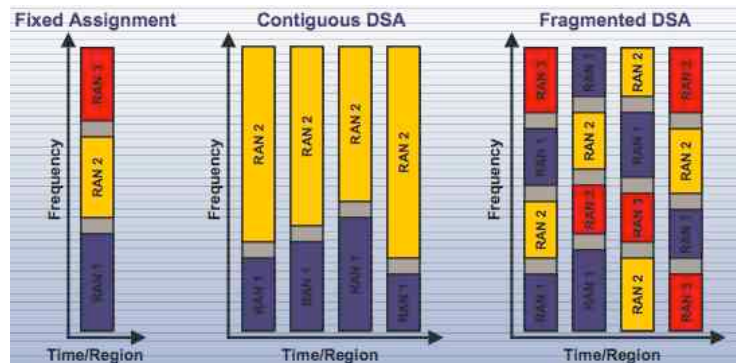 Fixed Assignment
Frequency
RAN 3
RAN 2
RAN 1
Time/Region
Contiguous DSA
Frequency
RAN 2
RAN 1
RAN 2
RAN 1
RAN 2
RAN 1
RAN 2
RAN 1
Time/Region
Fragmented DSA
Frequency
RAN 3
RAN 1
RAN 2
RAN 1
RAN 1
RAN 2
RAN 3
RAN 1
RAN 2
RAN 1
RAN 3
RAN 2
RAN 3
RAN 2
RAN 1
RAN 3
Time/Region